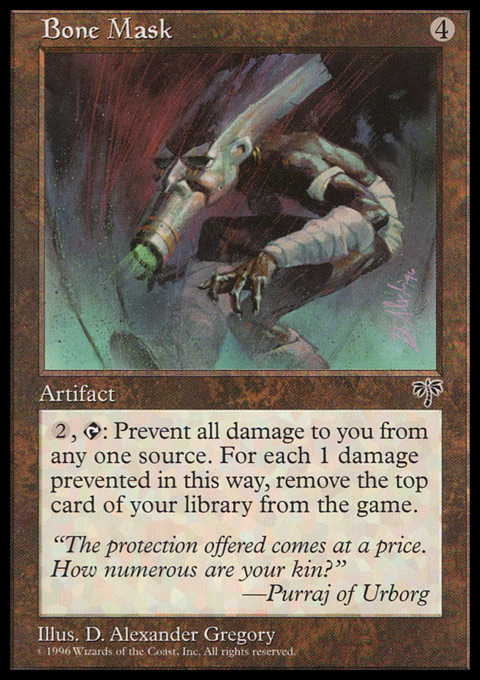 Bone Mask 4
Artifact
2, : Prevent all damage to you from
any one source. For each 1 damage
prevented in this way, remove the top
card of your library from the game.
“The protection offered comes at a price.
How numerous are your kin?”
—Purraj of Urborg
Illus. D. Alexander Gregory
©1996 Wizards of the Coast, Inc. All rights reserved.